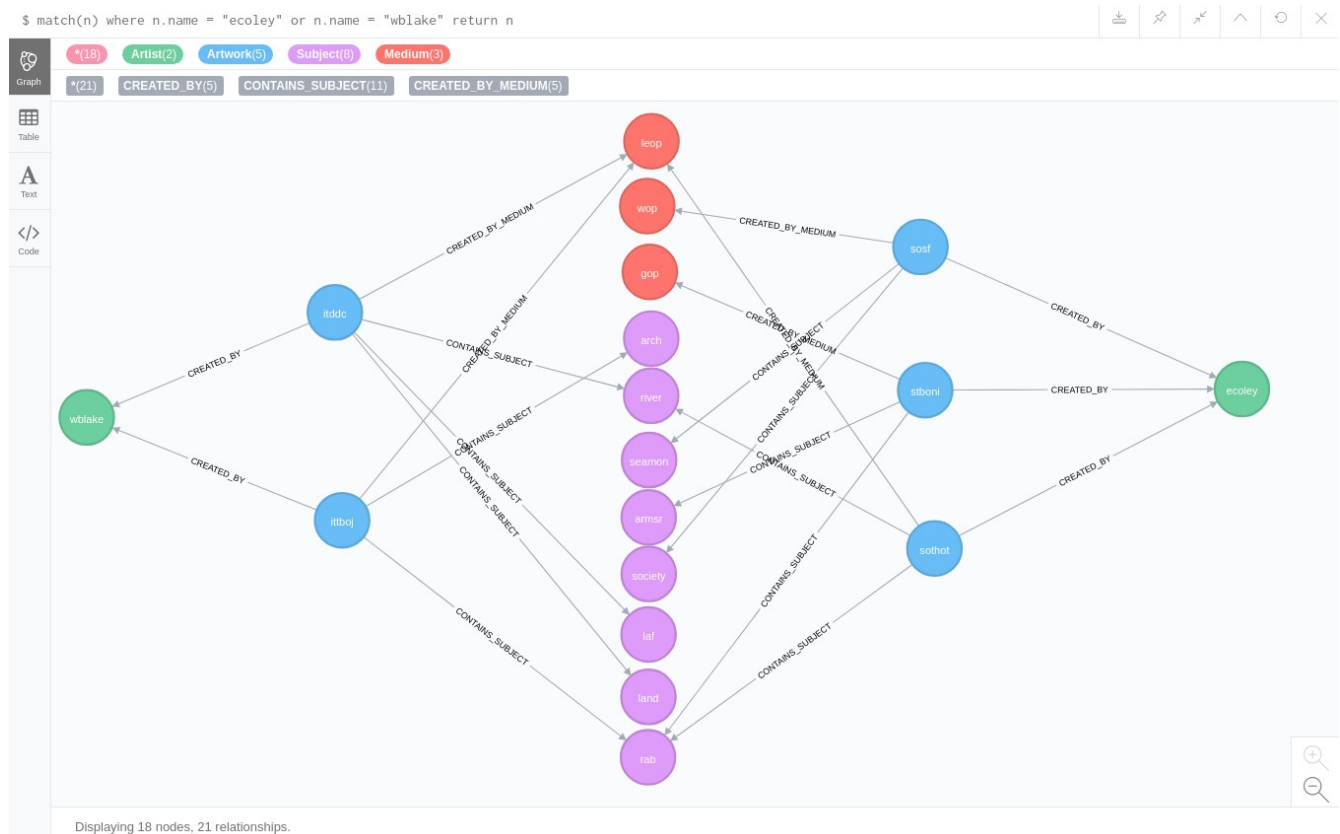 $ match(n) where n.name = "ecoley" or n.name = "wblake" return n
*(18) Artist(2) Artwork(5) Subject(8) Medium(3)
*(21) CREATED_BY(5) CONTAINS_SUBJECT(11) CREATED_BY_MEDIUM(5)
Graph
Table
A
Text
</>
Code
leop
wop
gop
arch
river
seamon
armsr
society
laf
land
rab
itddc
ittboj
wblake
sosf
stboni
sothot
ecoley
CREATED_BY_MEDIUM
CREATED_BY_MEDIUM
CREATED_BY_MEDIUM
CREATED_BY_MEDIUM
CREATED_BY_MEDIUM
CREATED_BY
CREATED_BY
CREATED_BY
CREATED_BY
CREATED_BY
CONTAINS_SUBJECT
CONTAINS_SUBJECT
CONTAINS_SUBJECT
CONTAINS_SUBJECT
CONTAINS_SUBJECT
CONTAINS_SUBJECT
CONTAINS_SUBJECT
CONTAINS_SUBJECT
CONTAINS_SUBJECT
CONTAINS_SUBJECT
CONTAINS_SUBJECT
Displaying 18 nodes, 21 relationships.